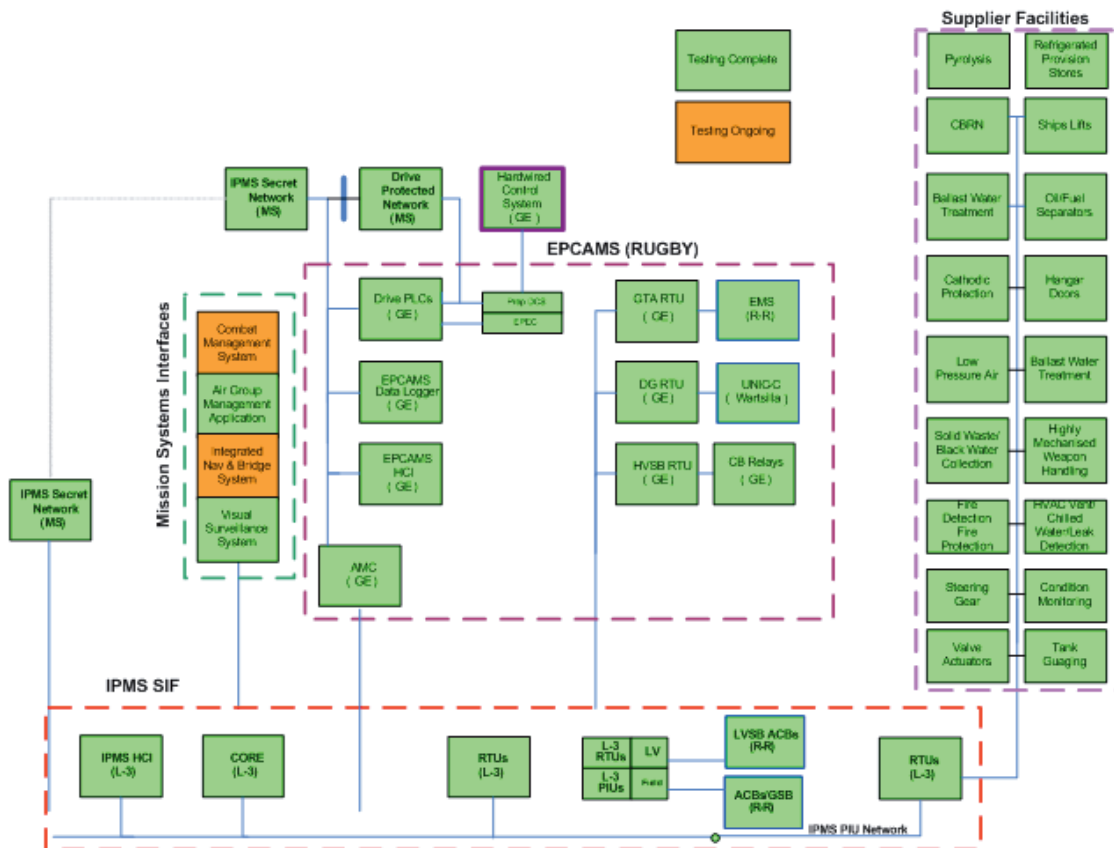 Supplier Facilities
Testing Complete
Testing Ongoing
Pyrolysis
Refrigerated
Provision
Stores
CBRN
Ships Lifts
Ballast Water
Treatment
Oil/Fuel
Separators
Cathodic
Protection
Hangar
Doors
Low
Pressure Air
Ballast Water
Treatment
Solid Waste/
Black Water
Collection
Highly
Mechanised
Weapon
Handling
Fire
Detection
Fire
Protection
HVAC Vent/
Chilled
Water/Leak
Detection
Steering
Gear
Condition
Monitoring
Valve
Actuators
Tank
Guaging
IPMS Secret
Network
(MS)
Drive
Protected
Network
(MS)
Hardwired
Control
System
(GE )
EPCAMS (RUGBY)
Drive PLCs
( GE)
Prop DCS
EPEC
EPCAMS
Data Logger
( GE)
EPCAMS
HCI
( GE)
AMC
( GE)
GTA RTU
( GE)
EMS
(R-R)
DG RTU
( GE)
UNIC-C
( Wartsilla )
HVSB RTU
( GE)
CB Relays
( GE)
Mission Systems Interfaces
Combat
Management
System
Air Group
Management
Application
Integrated
Nav & Bridge
System
Visual
Surveillance
System
IPMS Secret
Network
(MS)
IPMS SIF
IPMS HCI
(L-3)
CORE
(L-3)
RTUs
(L-3)
L-3
RTUs
LV
L-3
PIUs
Field
LVSB ACBs
(R-R)
ACBs/GSB
(R-R)
RTUs
(L-3)
IPMS PIU Network